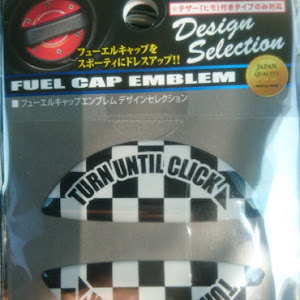 ※テザー(ヒモ)付きタイプのみ対応
Design
Selection
フューエルキャップを
スポーティにドレスアップ!!
JAPAN
QUALITY
FUEL CAP EMBLEM
■フューエルキャップエンブレム デザインセレクション
TURN UNTIL CLICK